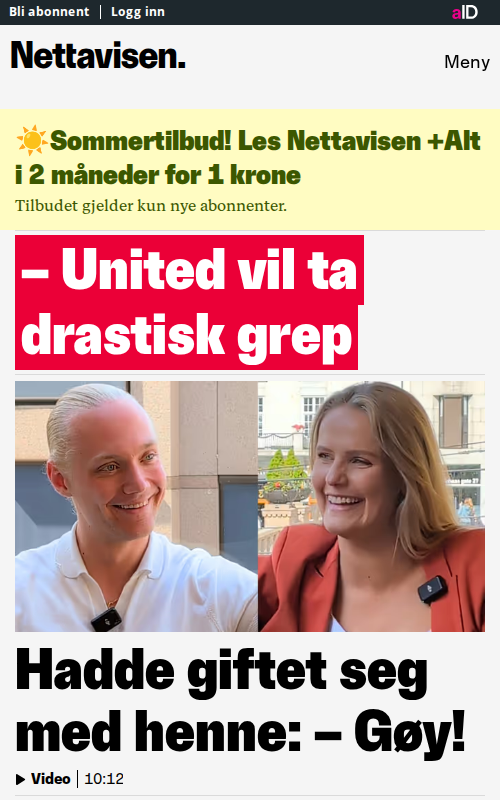 Bli abonnent | Logg inn
aID
Nettavisen.
Meny
☀️Sommertilbud! Les Nettavisen +Alt
i 2 måneder for 1 krone
Tilbudet gjelder kun nye abonnenter.
– United vil ta
drastisk grep
Hadde giftet seg
med henne: – Gøy!
Video | 10:12